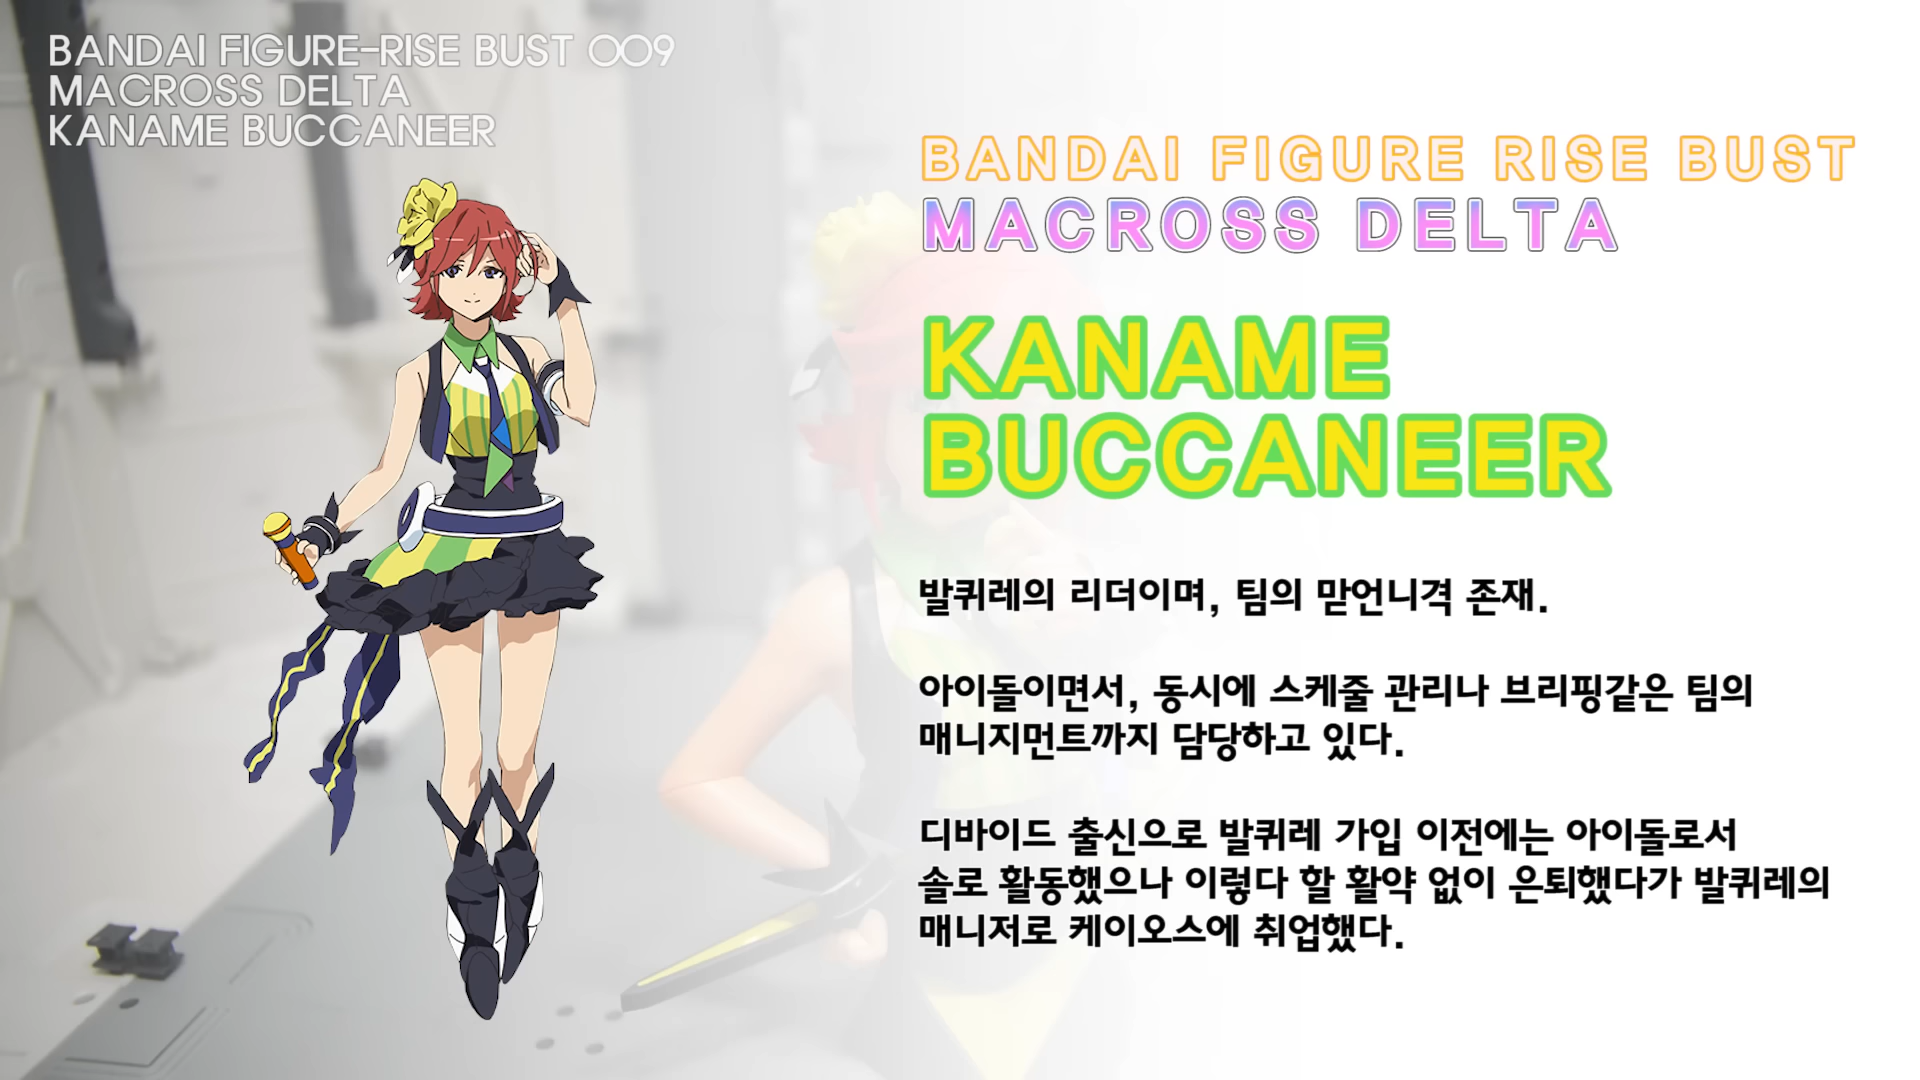 BANDAI FIGURE-RISE BUST 009
MACROSS DELTA
KANAME BUCCANEER
BANDAI FIGURE RISE BUST
MACROSS DELTA
KANAME
BUCCANEER
발퀴레의 리더이며, 팀의 맏언니격 존재.
아이돌이면서, 동시에 스케줄 관리나 브리핑같은 팀의
매니지먼트까지 담당하고 있다.
디바이드 출신으로 발퀴레 가입 이전에는 아이돌로서
솔로 활동했으나 이렇다 할 활약 없이 은퇴했다가 발퀴레의
매니저로 케이오스에 취업했다.